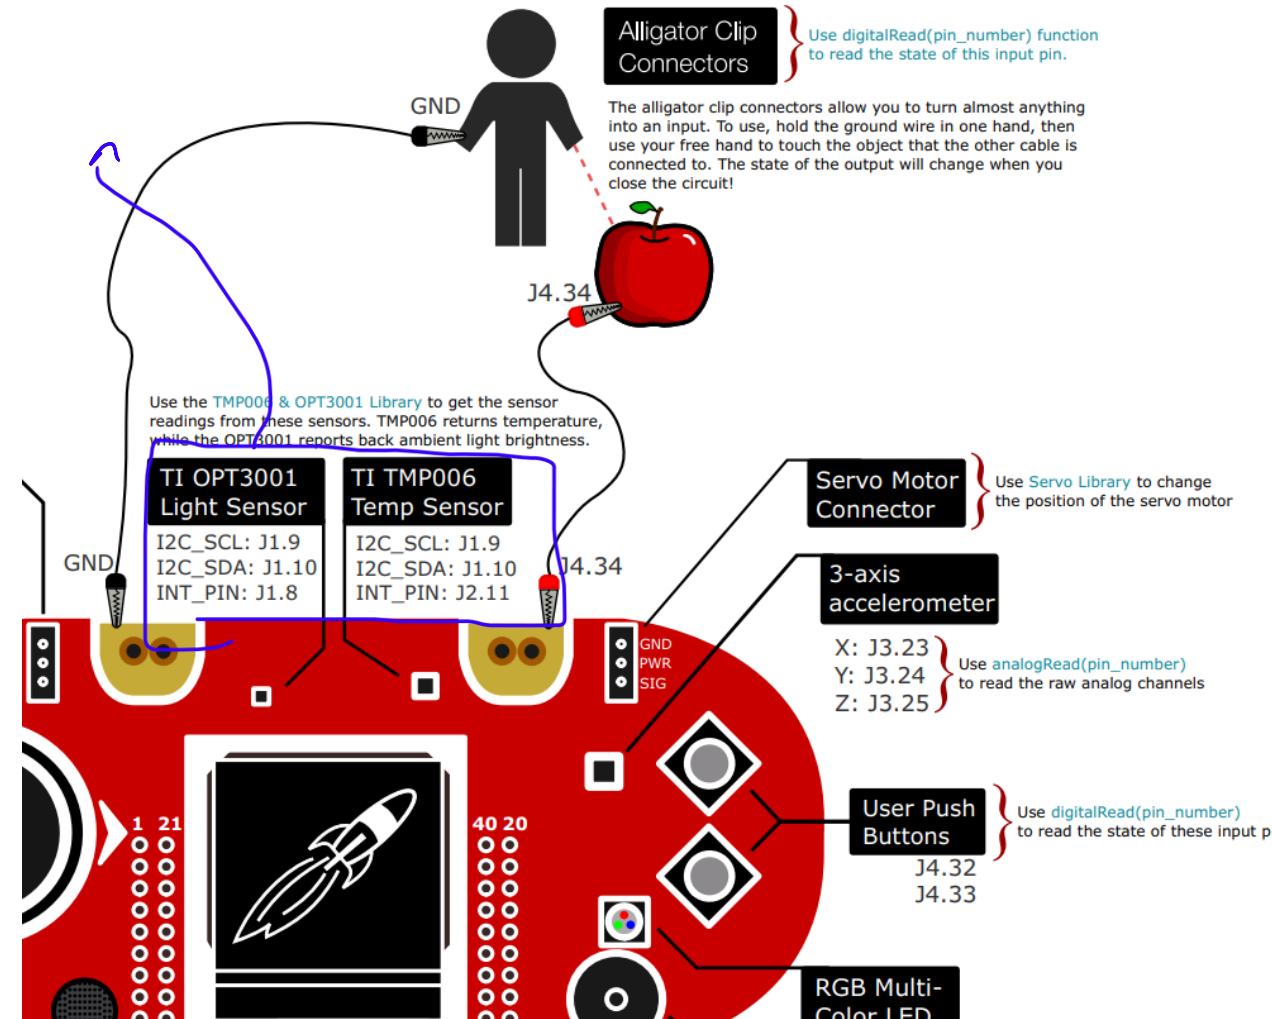 Alligator Clip
Connectors
Use digitalRead(pin_number) function
to read the state of this input pin.
GND
The alligator clip connectors allow you to turn almost anything
into an input. To use, hold the ground wire in one hand, then
use your free hand to touch the object that the other cable is
connected to. The state of the output will change when you
close the circuit!
J4.34
Use the TMP006 & OPT3001 Library to get the sensor
readings from these sensors. TMP006 returns temperature,
while the OPT3001 reports back ambient light brightness.
TI OPT3001
Light Sensor
I2C_SCL: J1.9
I2C_SDA: J1.10
INT_PIN: J1.8
TI TMP006
Temp Sensor
I2C_SCL: J1.9
I2C_SDA: J1.10
INT_PIN: J2.11
GND
J4.34
Servo Motor
Connector
Use Servo Library to change
the position of the servo motor
3-axis
accelerometer
X: J3.23
Y: J3.24
Z: J3.25
Use analogRead(pin_number)
to read the raw analog channels
GND
PWR
SIG
User Push
Buttons
J4.32
J4.33
Use digitalRead(pin_number)
to read the state of these input p
1 21
40 20
RGB Multi-
Color LED